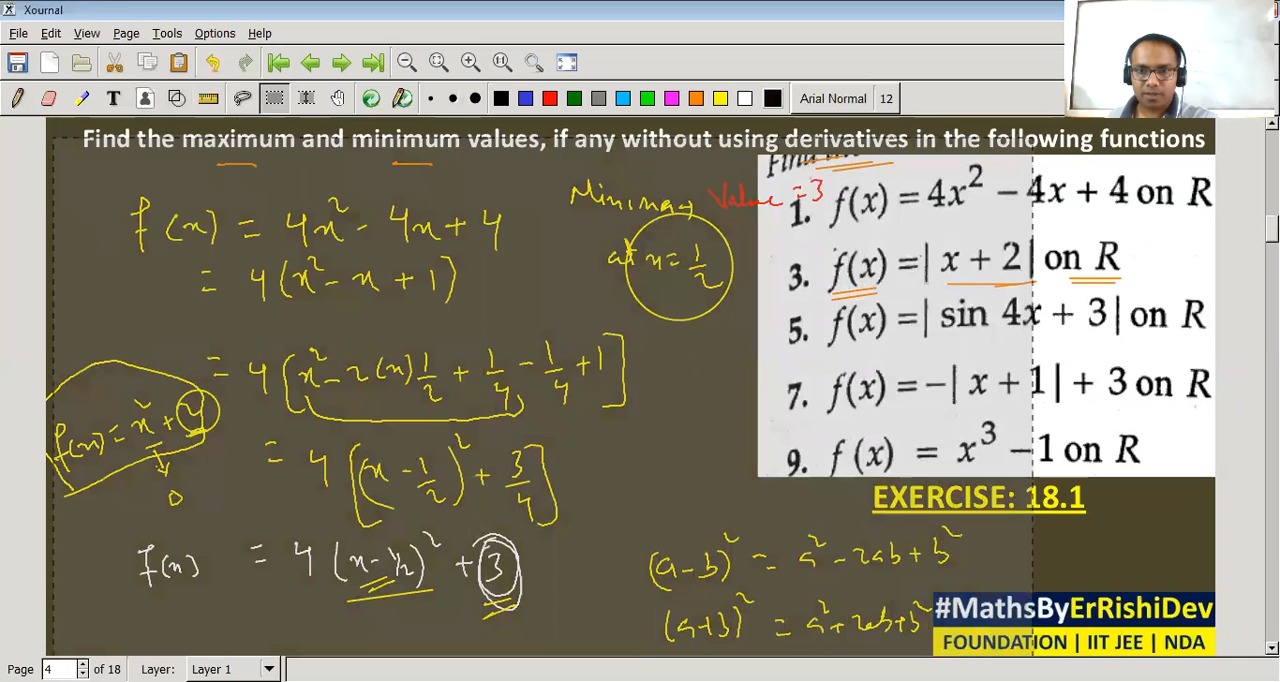 Xournal
File Edit View Page Tools Options Help
Arial Normal 12
Find the maximum and minimum values, if any without using derivatives in the following functions
f(x) = 4x² - 4x + 4
= 4(x² - x + 1)
= 4[x² - 2(x)1/2 + 1/4 - 1/4 + 1]
= 4[(x - 1/2)² + 3/4]
f(x) = 4(x - 1/2)² + 3
f(x) = x² + 2
0
Minimum Value = 3
at x = 1/2
1. f(x) = 4x² − 4x + 4 on R
3. f(x) = | x + 2 | on R
5. f(x) = | sin 4x + 3 | on R
7. f(x) = − | x + 1 | + 3 on R
9. f (x) = x³ − 1 on R
EXERCISE: 18.1
(a-b)² = a² - 2ab + b²
(a+b)² = a² + 2ab + b²
#MathsByErRishiDev
FOUNDATION | IIT JEE | NDA
Page 4 of 18 Layer: Layer 1